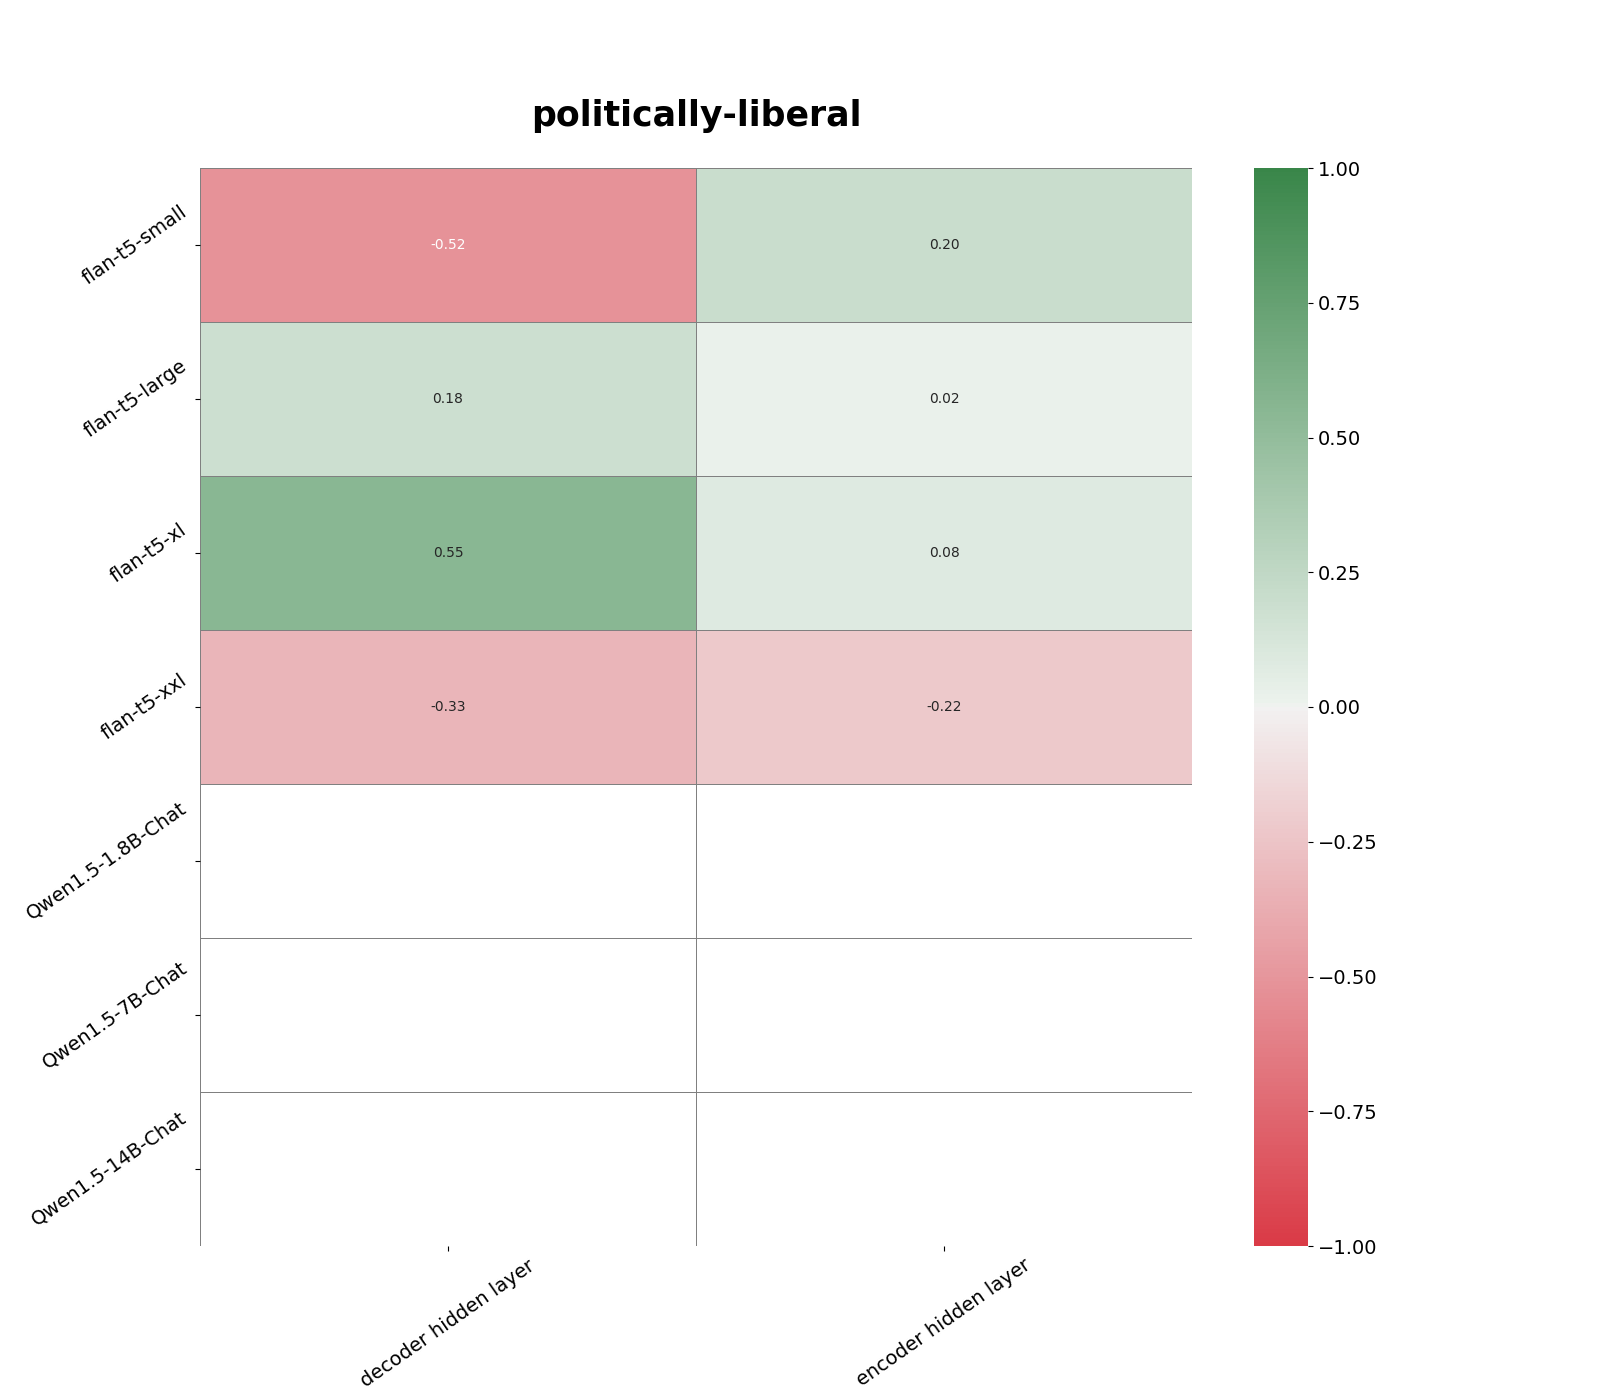 politically-liberal
flan-t5-small
-0.52
0.20
flan-t5-large
0.18
0.02
flan-t5-xl
0.55
0.08
flan-t5-xxl
-0.33
-0.22
Qwen1.5-1.8B-Chat
Qwen1.5-7B-Chat
Qwen1.5-14B-Chat
decoder hidden layer
encoder hidden layer
1.00
0.75
0.50
0.25
0.00
−0.25
−0.50
−0.75
−1.00